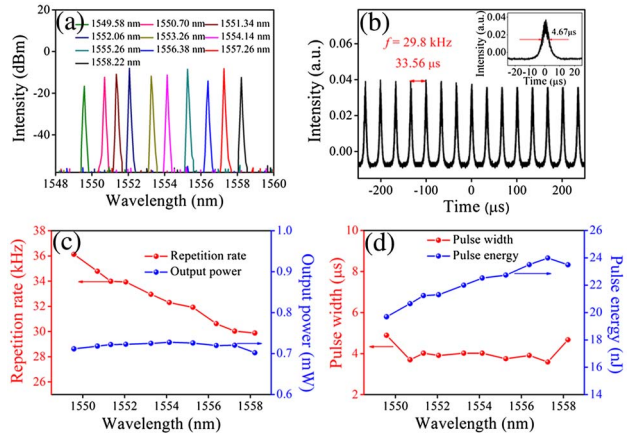 (a)
1549.58 nm 1550.70 nm 1551.34 nm
1552.06 nm 1553.26 nm 1554.14 nm
1555.26 nm 1556.38 nm 1557.26 nm
1558.22 nm
Intensity (dBm)
20
0
-20
-40
1548 1550 1552 1554 1556 1558 1560
Wavelength (nm)
(b)
f = 29.8 kHz
33.56 μs
Intensity (a.u.)
0.12
0.08
0.04
0.00
-200 -100 0 100 200
Time (μs)
Intensity (a.u.)
0.04
0.03
0.02
0.01
0.00
4.67μs
-20 -10 0 10 20
Time (μs)
(c)
Repetition rate
Output power
Repetition rate (kHz)
40
38
36
34
32
30
28
26
Output power (mW)
1.0
0.9
0.8
0.7
0.6
1550 1552 1554 1556 1558
Wavelength (nm)
(d)
Pulse width
Pulse energy
Pulse width (μs)
10
8
6
4
2
Pulse energy (nJ)
26
24
22
20
18
16
14
1550 1552 1554 1556 1558
Wavelength (nm)